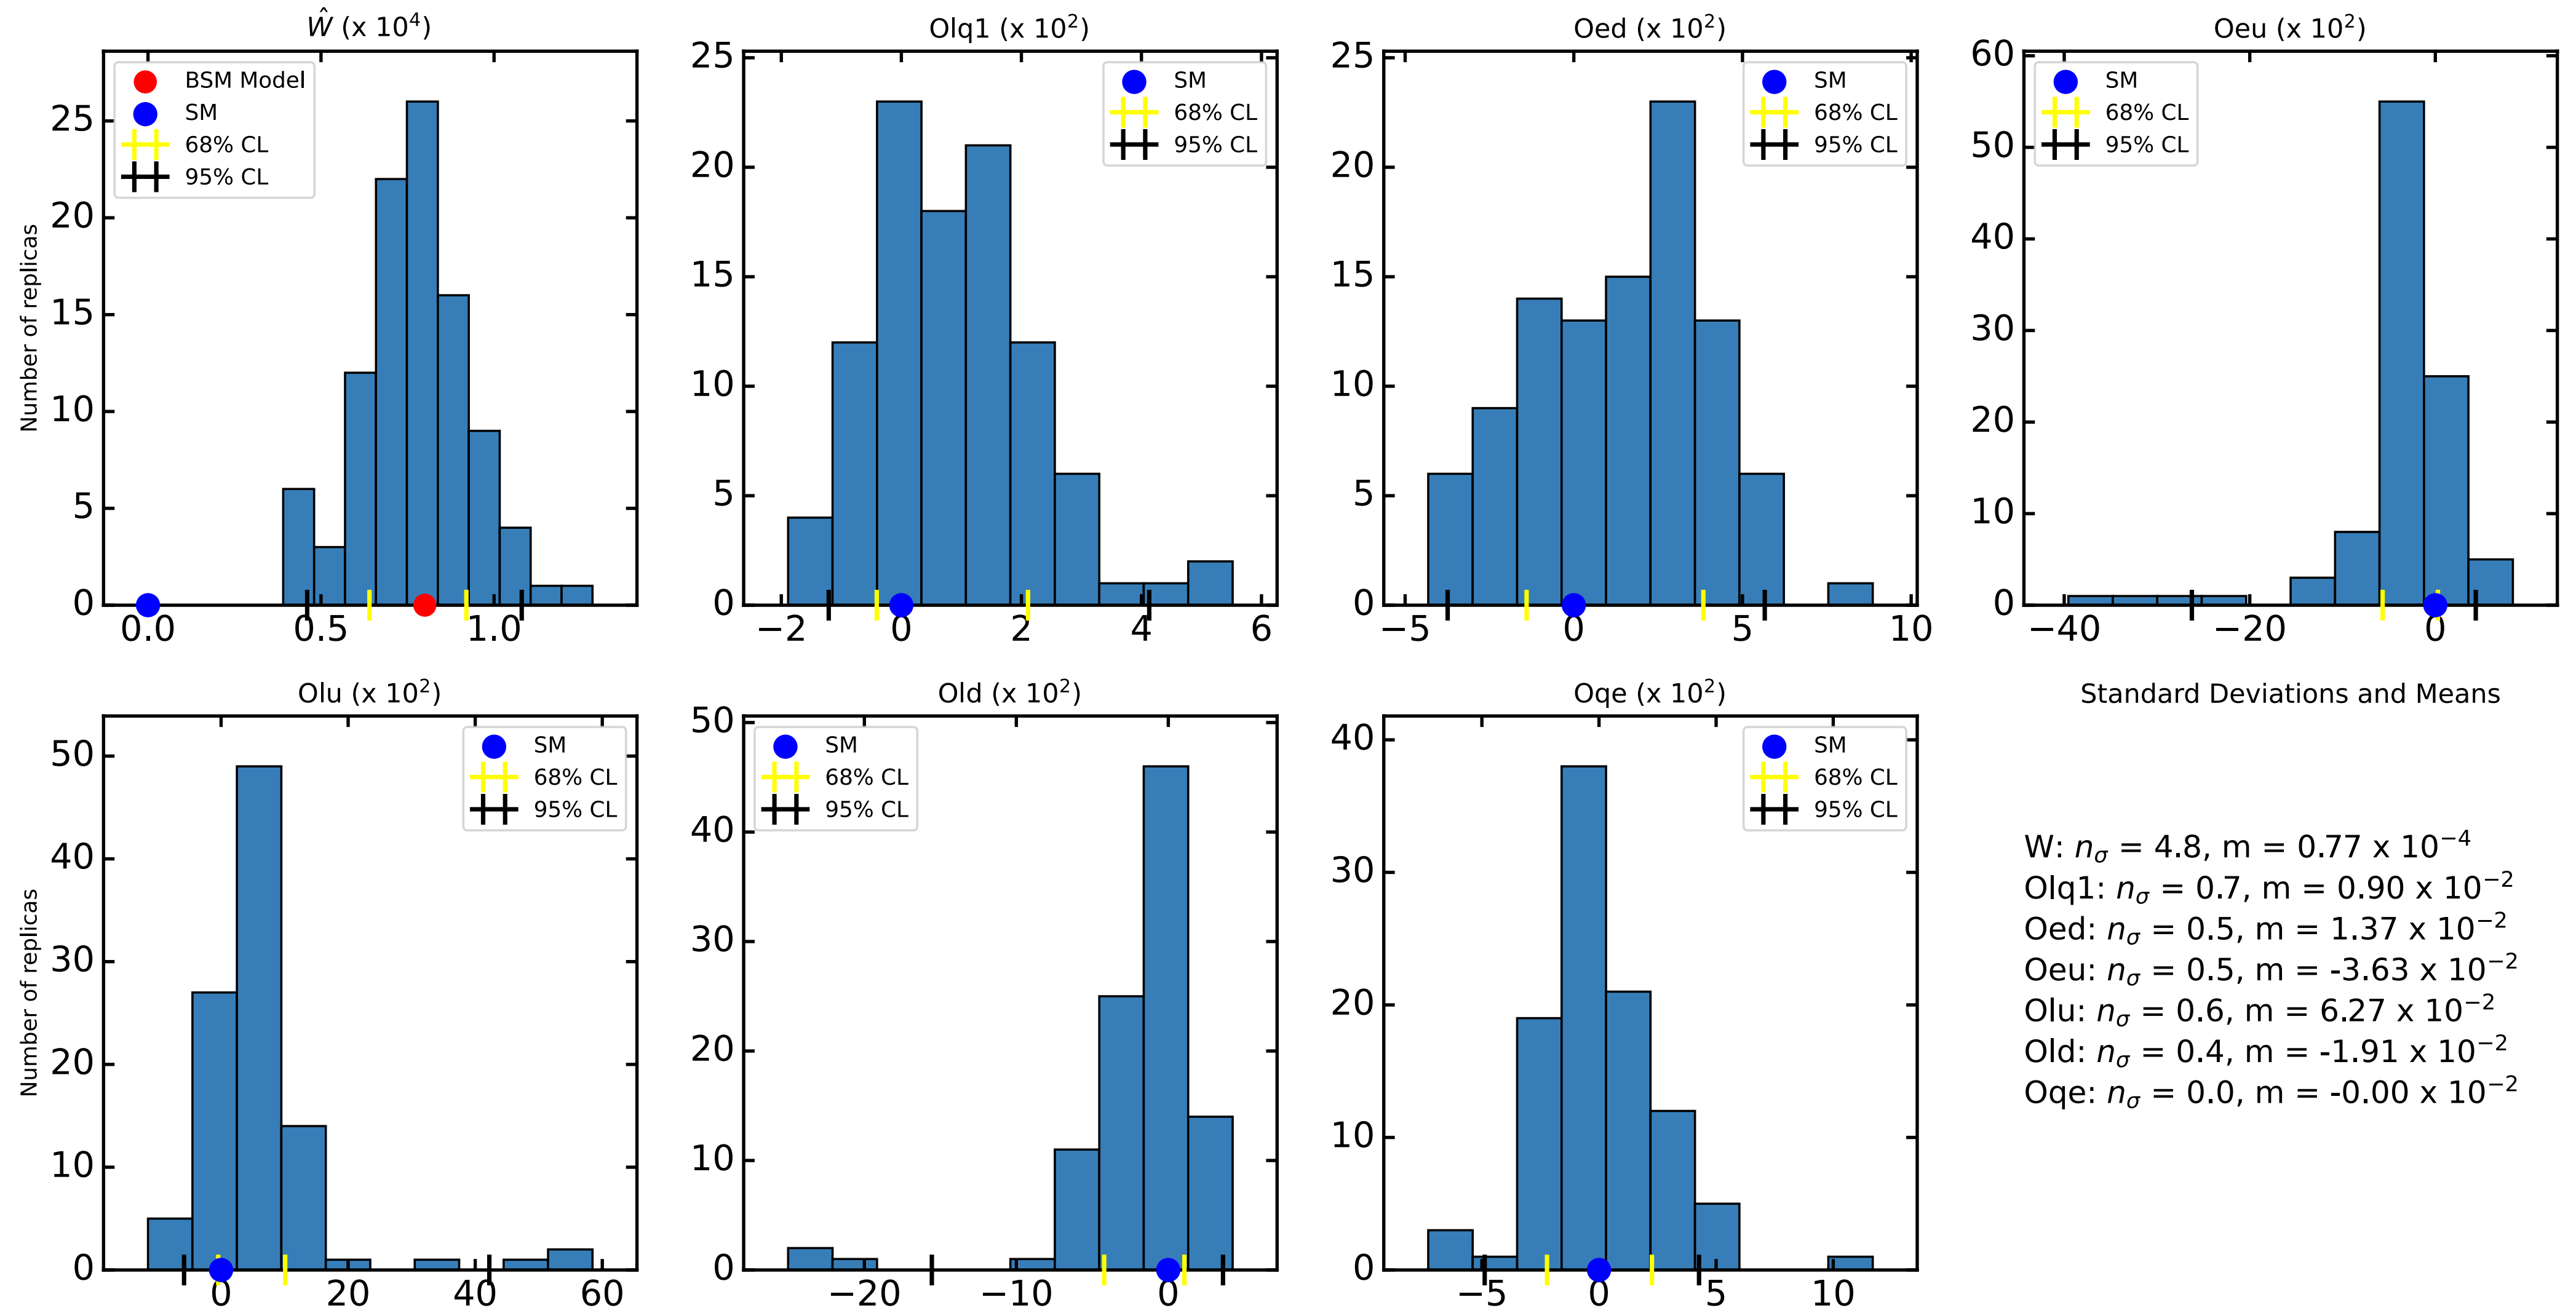 Ŵ (x 10⁴)
BSM Model
SM
68% CL
95% CL
Number of replicas
25
20
15
10
5
0
0.0 0.5 1.0
Olq1 (x 10²)
SM
68% CL
95% CL
25
20
15
10
5
0
−2 0 2 4 6
Oed (x 10²)
SM
68% CL
95% CL
25
20
15
10
5
0
−5 0 5 10
Oeu (x 10²)
SM
68% CL
95% CL
60
50
40
30
20
10
0
−40 −20 0
Olu (x 10²)
SM
68% CL
95% CL
Number of replicas
50
40
30
20
10
0
0 20 40 60
Old (x 10²)
SM
68% CL
95% CL
50
40
30
20
10
0
−20 −10 0
Oqe (x 10²)
SM
68% CL
95% CL
40
30
20
10
0
−5 0 5 10
Standard Deviations and Means
W: nσ = 4.8, m = 0.77 x 10⁻⁴
Olq1: nσ = 0.7, m = 0.90 x 10⁻²
Oed: nσ = 0.5, m = 1.37 x 10⁻²
Oeu: nσ = 0.5, m = -3.63 x 10⁻²
Olu: nσ = 0.6, m = 6.27 x 10⁻²
Old: nσ = 0.4, m = -1.91 x 10⁻²
Oqe: nσ = 0.0, m = -0.00 x 10⁻²